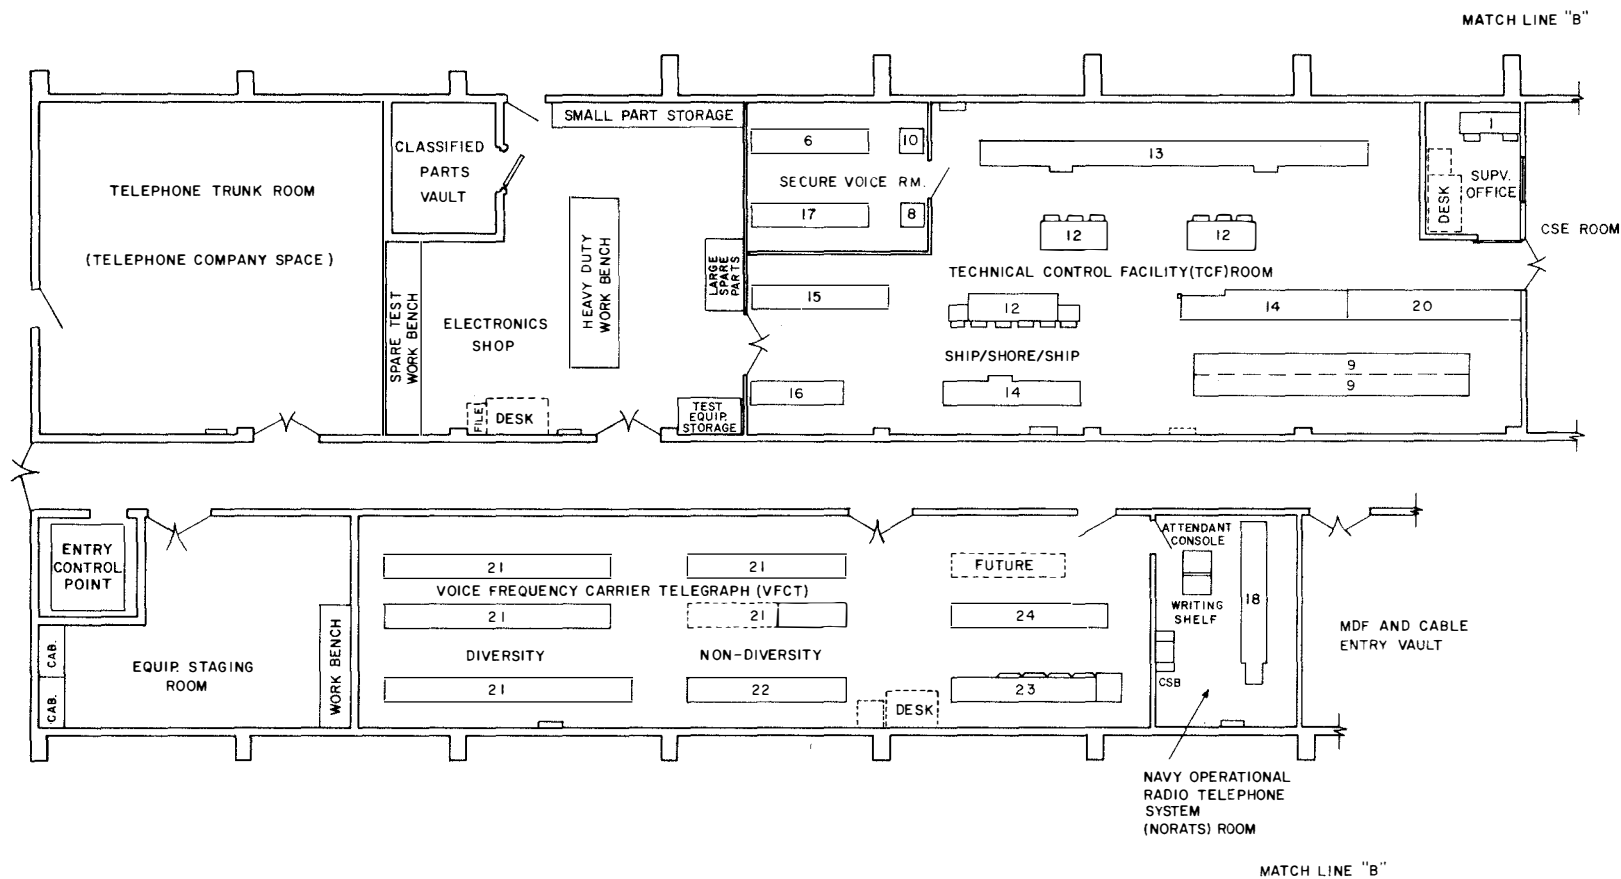 MATCH LINE "B"
SMALL PART STORAGE
CLASSIFIED
PARTS
VAULT
TELEPHONE TRUNK ROOM
(TELEPHONE COMPANY SPACE)
SPARE TEST
WORK BENCH
ELECTRONICS
SHOP
HEAVY DUTY
WORK BENCH
LARGE
SPARE
PARTS
FILE
DESK
TEST
EQUIP.
STORAGE
6
10
SECURE VOICE RM.
17
8
13
12
12
TECHNICAL CONTROL FACILITY (TCF) ROOM
15
12
14
20
SHIP/SHORE/SHIP
16
14
9
9
1
SUPV.
OFFICE
DESK
CSE ROOM
ENTRY
CONTROL
POINT
CAB.
CAB.
EQUIP. STAGING
ROOM
WORK BENCH
21
21
FUTURE
VOICE FREQUENCY CARRIER TELEGRAPH (VFCT)
21
21
24
DIVERSITY
NON-DIVERSITY
21
22
DESK
23
ATTENDANT
CONSOLE
WRITING
SHELF
18
CSB
MDF AND CABLE
ENTRY VAULT
NAVY OPERATIONAL
RADIO TELEPHONE
SYSTEM
(NORATS) ROOM
MATCH LINE "B"